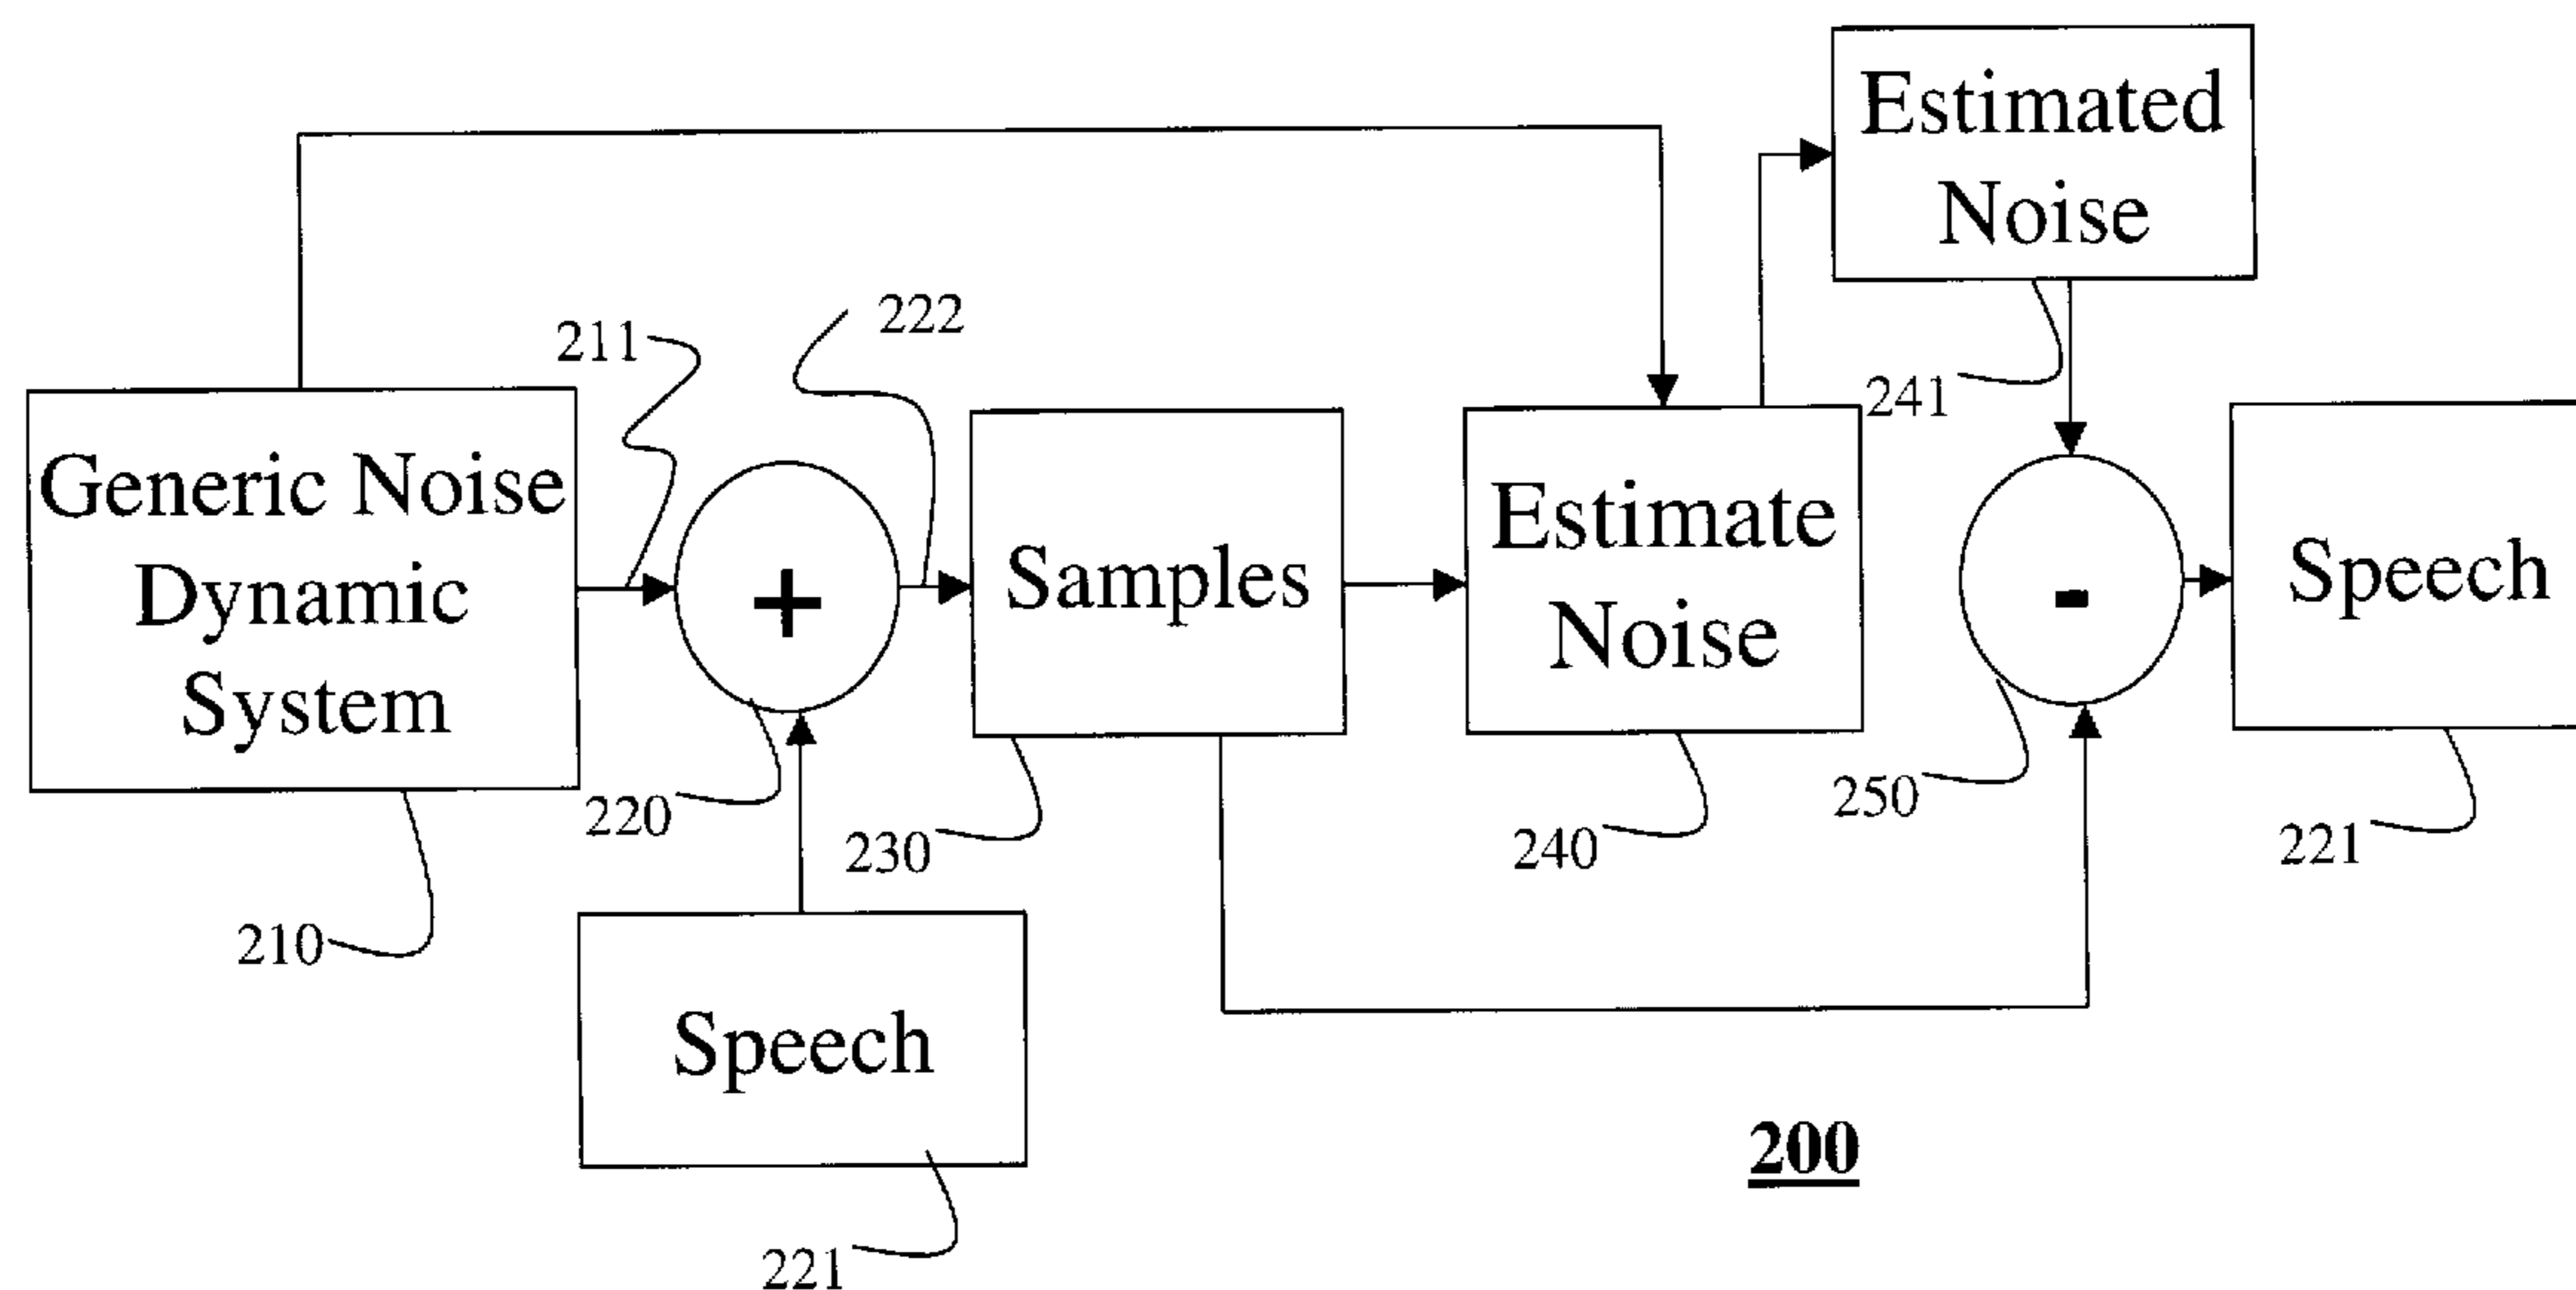 Estimated
Noise
211
222
241
Generic Noise
Dynamic
System
+
Samples
Estimate
Noise
-
Speech
220
230
240
250
221
210
Speech
221
200